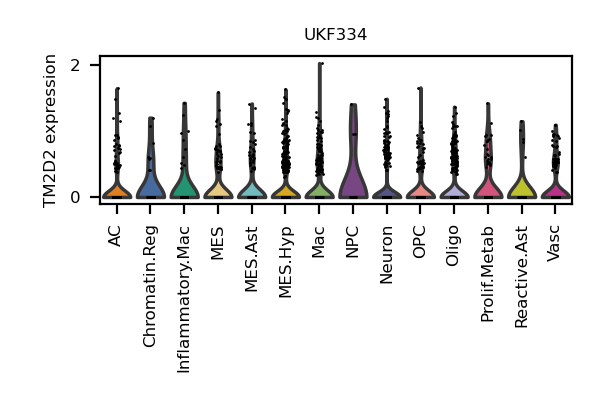 UKF334
TM2D2 expression
2
0
AC
Chromatin.Reg
Inflammatory.Mac
MES
MES.Ast
MES.Hyp
Mac
NPC
Neuron
OPC
Oligo
Prolif.Metab
Reactive.Ast
Vasc